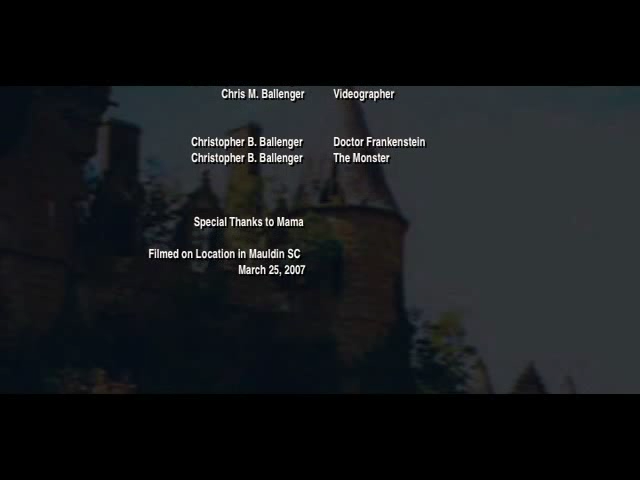 Chris M. Ballenger Videographer
Christopher B. Ballenger Doctor Frankenstein
Christopher B. Ballenger The Monster
Special Thanks to Mama
Filmed on Location in Mauldin SC
March 25, 2007